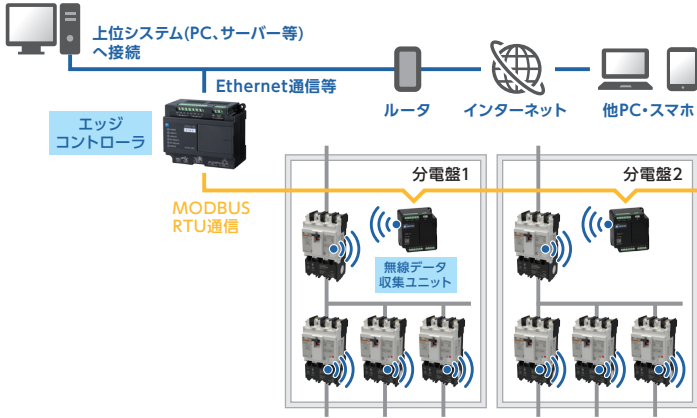 上位システム(PC、サーバー等)
へ接続
Ethernet通信等
ルータ
インターネット
他PC・スマホ
エッジ
コントローラ
MODBUS
RTU通信
分電盤1
無線データ
収集ユニット
分電盤2